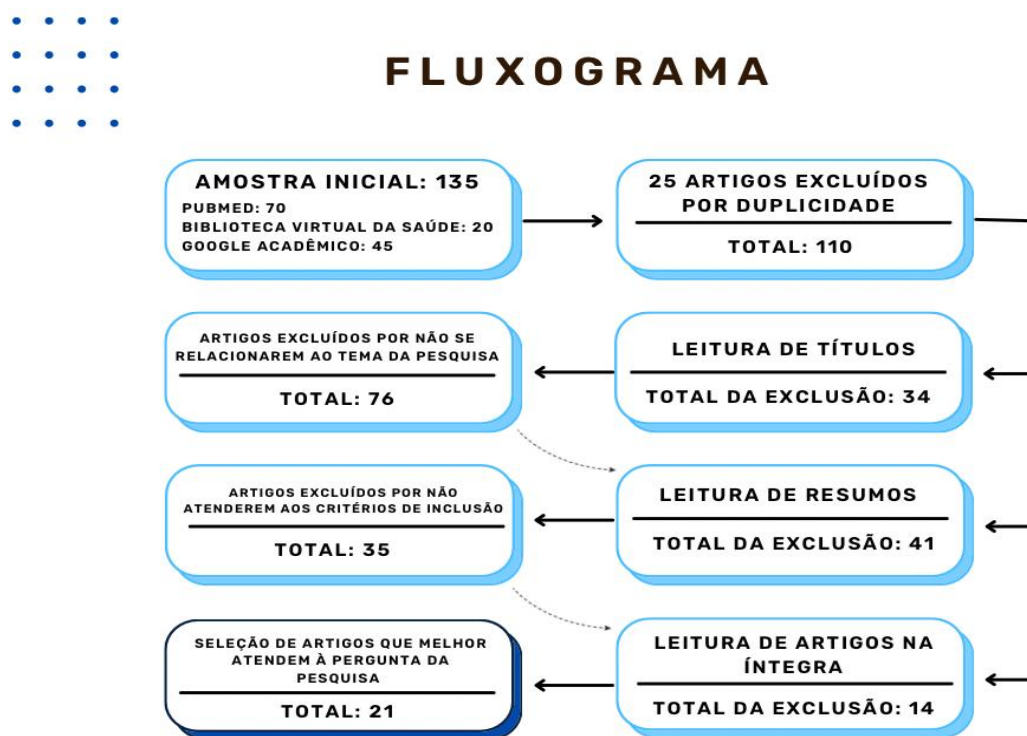 FLUXOGRAMA
AMOSTRA INICIAL: 135
PUBMED: 70
BIBLIOTECA VIRTUAL DA SAÚDE: 20
GOOGLE ACADÊMICO: 45
25 ARTIGOS EXCLUÍDOS
POR DUPLICIDADE
TOTAL: 110
LEITURA DE TÍTULOS
TOTAL DA EXCLUSÃO: 34
ARTIGOS EXCLUÍDOS POR NÃO SE
RELACIONAREM AO TEMA DA PESQUISA
TOTAL: 76
LEITURA DE RESUMOS
TOTAL DA EXCLUSÃO: 41
ARTIGOS EXCLUÍDOS POR NÃO
ATENDEREM AOS CRITÉRIOS DE INCLUSÃO
TOTAL: 35
LEITURA DE ARTIGOS NA
ÍNTEGRA
TOTAL DA EXCLUSÃO: 14
SELEÇÃO DE ARTIGOS QUE MELHOR
ATENDEM À PERGUNTA DA
PESQUISA
TOTAL: 21